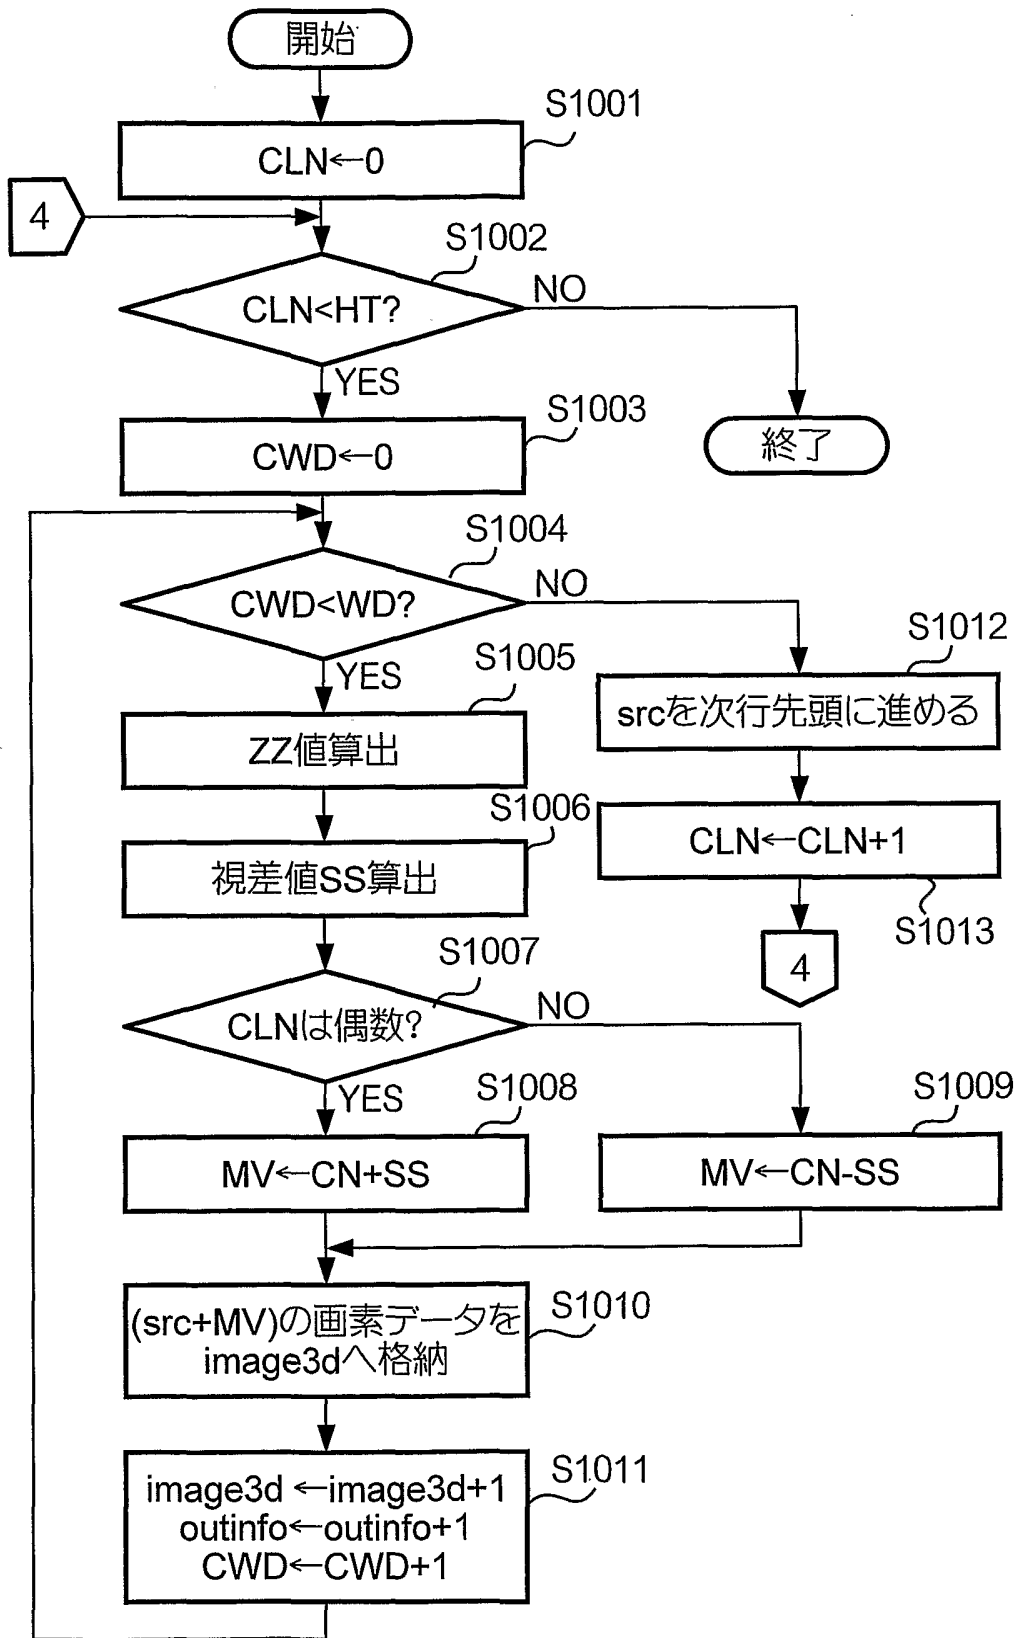 開始
S1001
CLN←0
4
S1002
CLN<HT?
NO
YES
S1003
CWD←0
終了
S1004
CWD<WD?
NO
YES
S1005
ZZ値算出
S1012
srcを次行先頭に進める
S1006
視差値SS算出
CLN←CLN+1
S1013
4
S1007
CLNは偶数?
NO
YES
S1008
MV←CN+SS
S1009
MV←CN-SS
(src+MV)の画素データを
image3dへ格納
S1010
S1011
image3d ←image3d+1
outinfo←outinfo+1
CWD←CWD+1